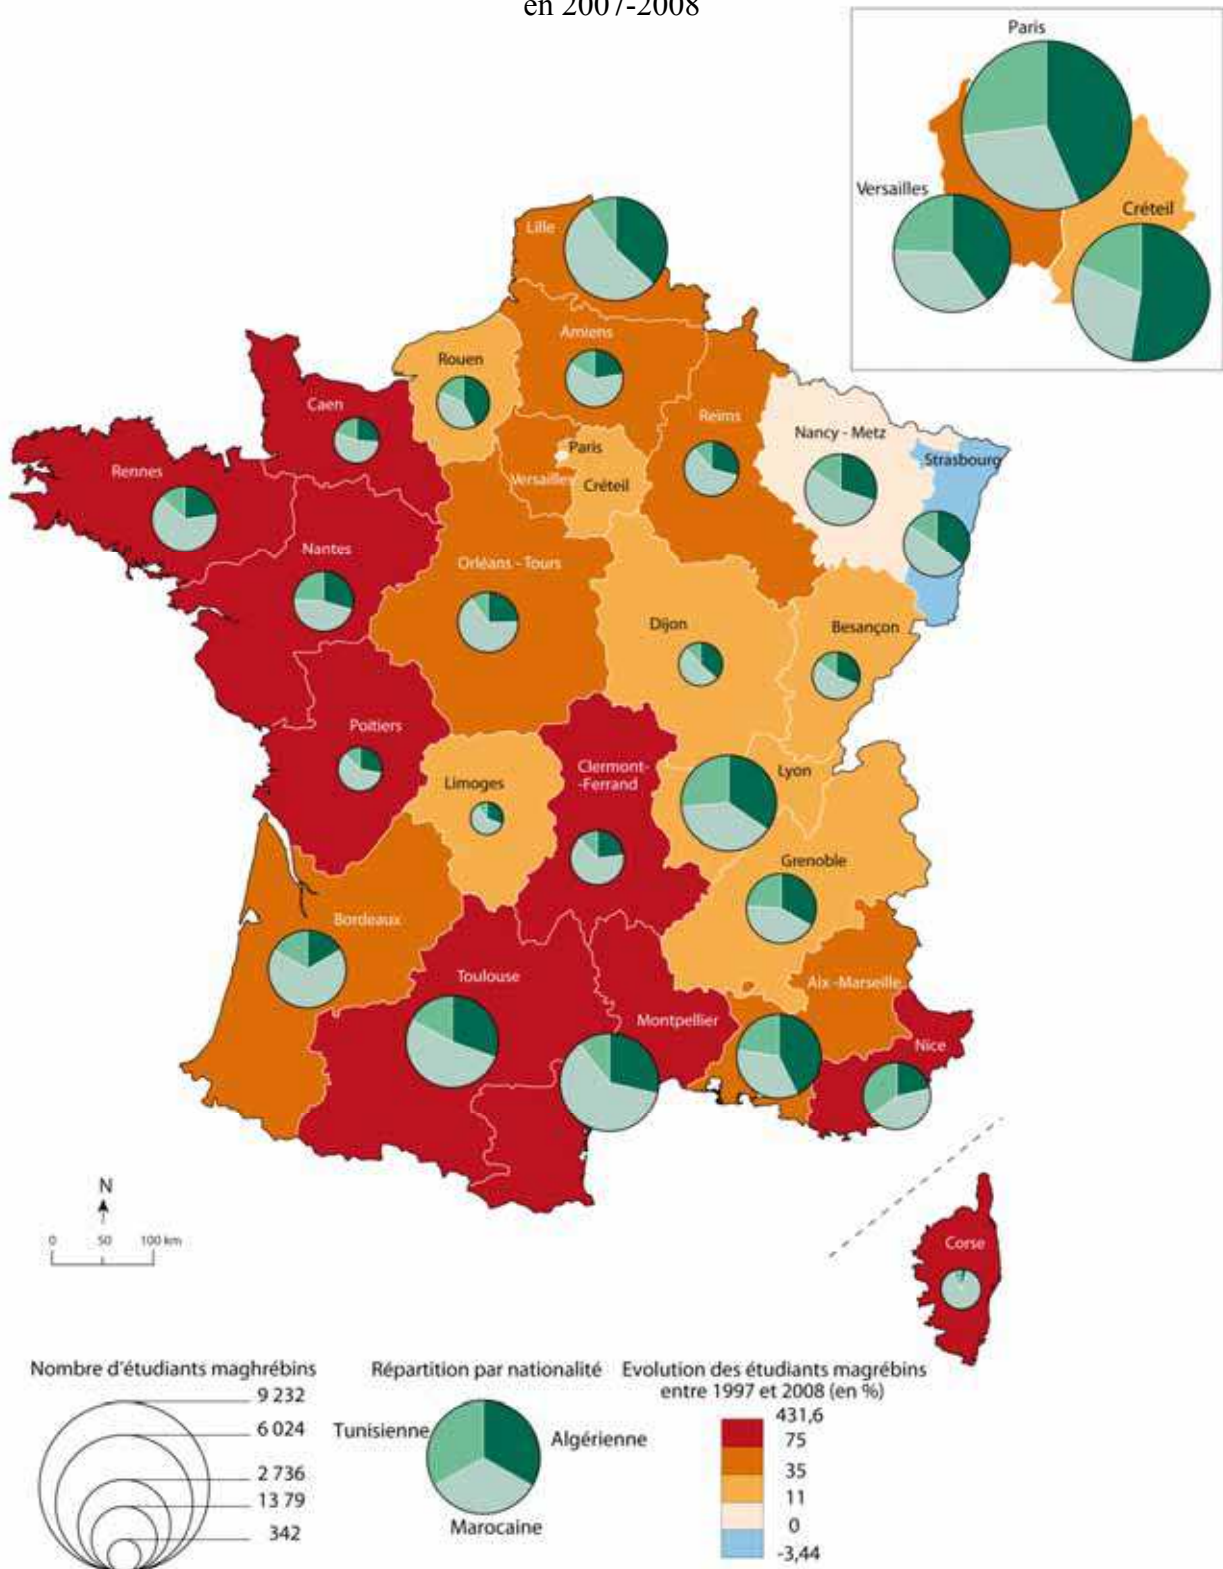 en 2007-2008
Paris
Versailles
Créteil
Lille
Amiens
Rouen
Caen
Reims
Nancy - Metz
Strasbourg
Rennes
Paris
Versailles
Créteil
Nantes
Orléans - Tours
Dijon
Besançon
Poitiers
Limoges
Clermont-
-Ferrand
Lyon
Grenoble
Bordeaux
Toulouse
Aix -Marseille
Montpellier
Nice
N
0 50 100 km
Corse
Nombre d'étudiants maghrébins
9 232
6 024
2 736
13 79
342
Répartition par nationalité
Tunisienne
Algérienne
Marocaine
Evolution des étudiants magrébins
entre 1997 et 2008 (en %)
431,6
75
35
11
0
-3,44